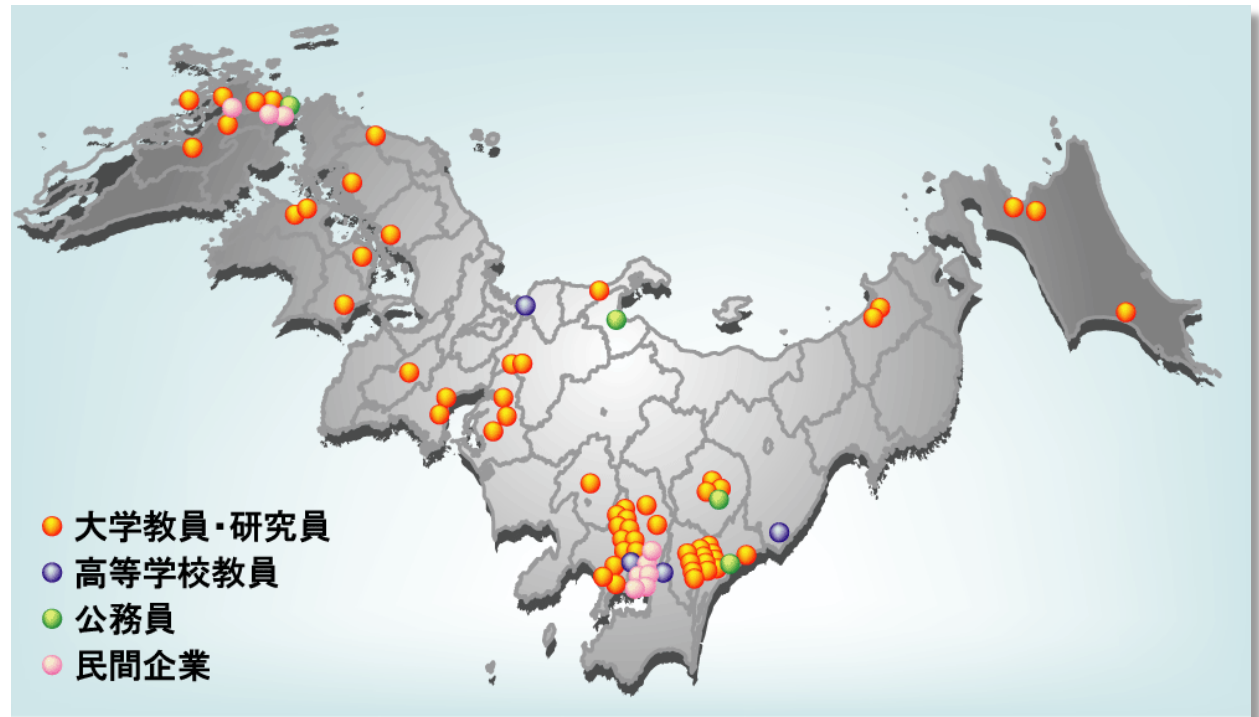 大学教員・研究員
高等学校教員
公務員
民間企業